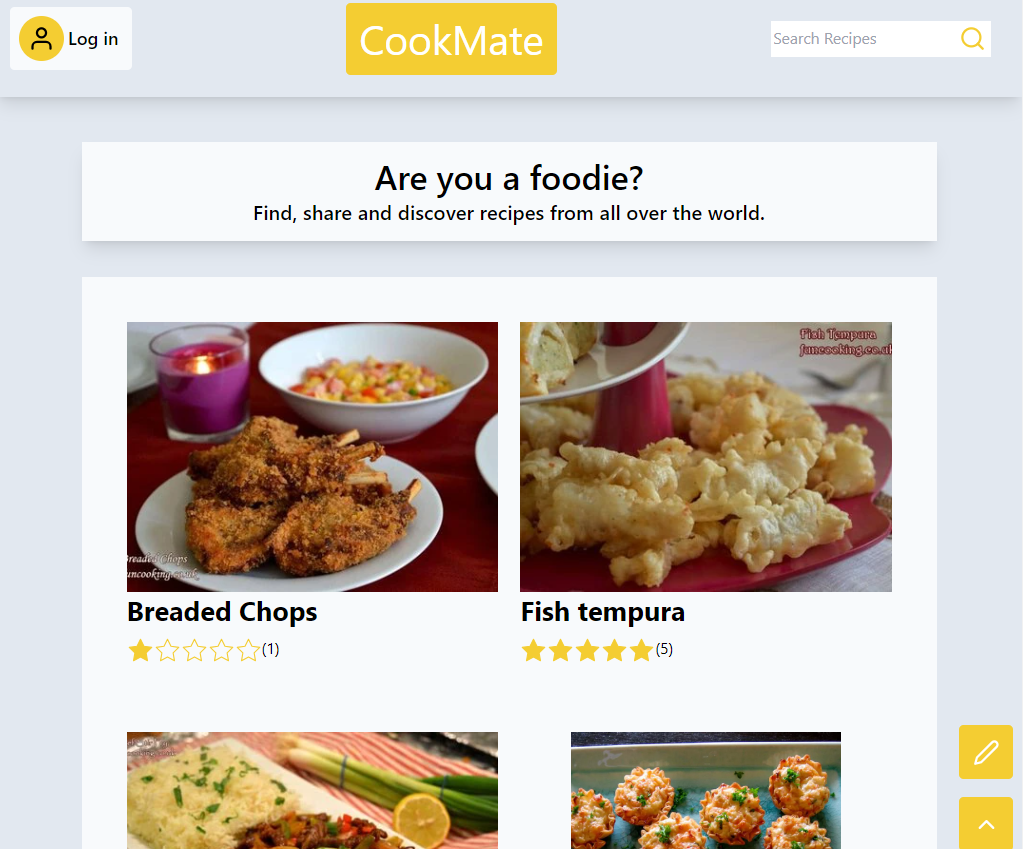 Log in
CookMate
Search Recipes
Are you a foodie?
Find, share and discover recipes from all over the world.
Fish Tempura
funcooking.co.uk
Breaded Chops
funcooking.co.uk
Breaded Chops
(1)
Fish tempura
(5)